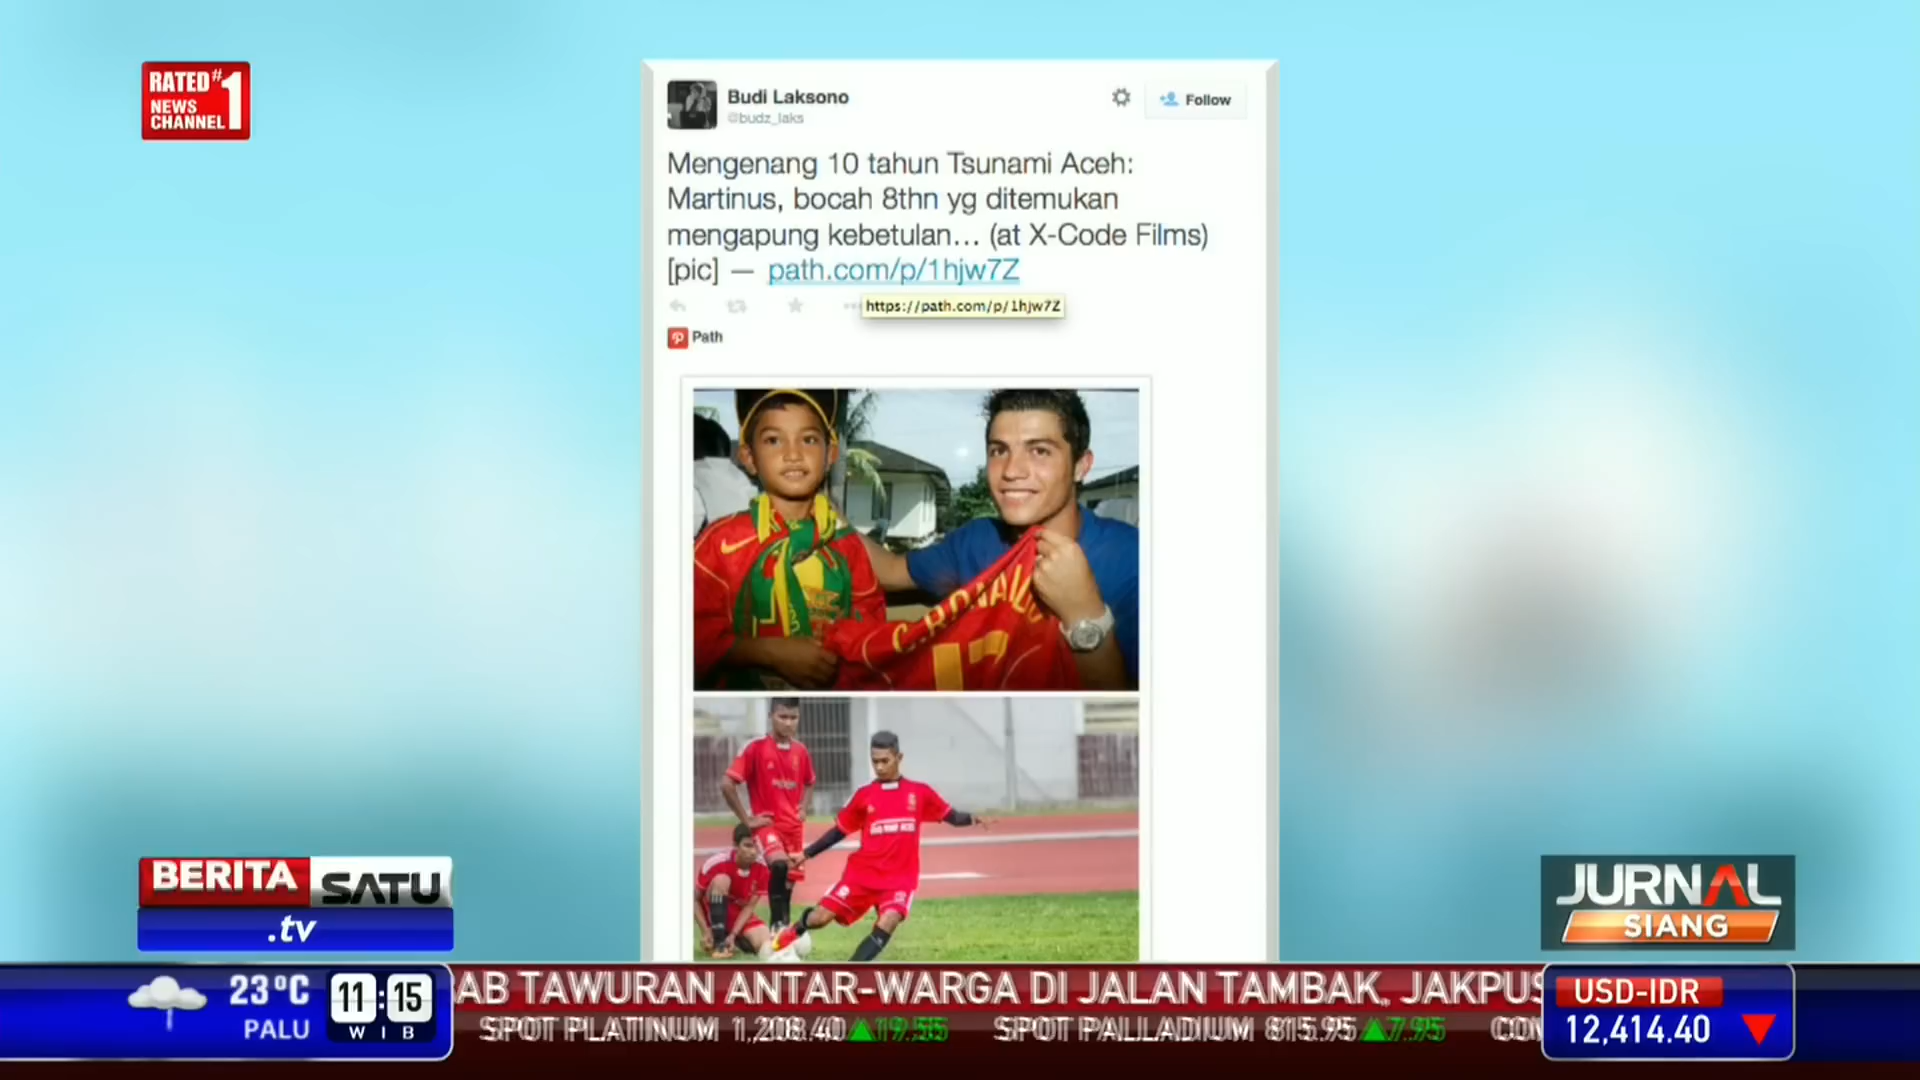 RATED #1
NEWS
CHANNEL
Budi Laksono
@budz_laks
Follow
Mengenang 10 tahun Tsunami Aceh:
Martinus, bocah 8thn yg ditemukan
mengapung kebetulan... (at X-Code Films)
[pic] — path.com/p/1hjw7Z
https://path.com/p/1hjw7Z
Path
C.RONALDO
17
BERITA SATU
.tv
JURNAL
SIANG
23°C
PALU
11:15
WIB
AB TAWURAN ANTAR-WARGA DI JALAN TAMBAK, JAKPUS
SPOT PLATINUM 1,208.40 ▲19.55 SPOT PALLADIUM 815.95 ▲7.95
USD-IDR
12,414.40 ▼